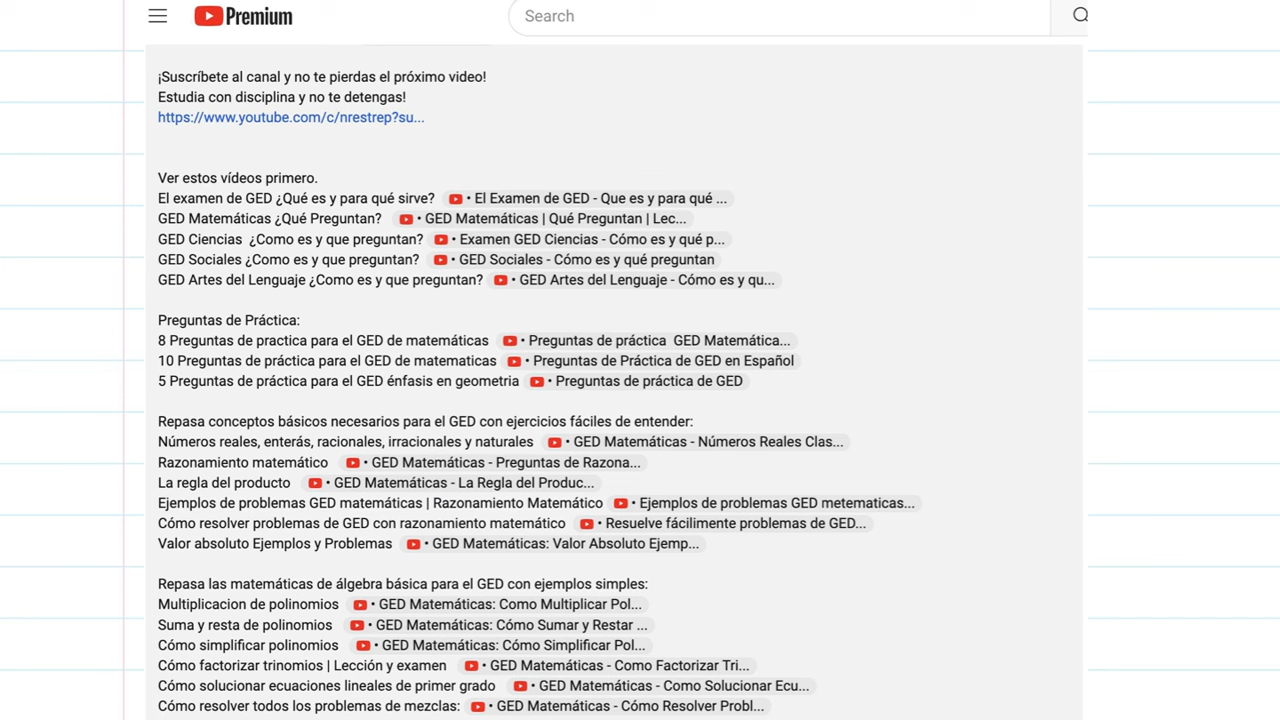 Premium
Search
¡Suscríbete al canal y no te pierdas el próximo video!
Estudia con disciplina y no te detengas!
https://www.youtube.com/c/nrestrep?su...
Ver estos vídeos primero.
El examen de GED ¿Qué es y para qué sirve? • El Examen de GED - Que es y para qué ...
GED Matemáticas ¿Qué Preguntan? • GED Matemáticas | Qué Preguntan | Lec...
GED Ciencias ¿Como es y que preguntan? • Examen GED Ciencias - Cómo es y qué p...
GED Sociales ¿Como es y que preguntan? • GED Sociales - Cómo es y qué preguntan
GED Artes del Lenguaje ¿Como es y que preguntan? • GED Artes del Lenguaje - Cómo es y qu...
Preguntas de Práctica:
8 Preguntas de practica para el GED de matemáticas • Preguntas de práctica GED Matemática...
10 Preguntas de práctica para el GED de matematicas • Preguntas de Práctica de GED en Español
5 Preguntas de práctica para el GED énfasis en geometria • Preguntas de práctica de GED
Repasa conceptos básicos necesarios para el GED con ejercicios fáciles de entender:
Números reales, enterás, racionales, irracionales y naturales • GED Matemáticas - Números Reales Clas...
Razonamiento matemático • GED Matemáticas - Preguntas de Razona...
La regla del producto • GED Matemáticas - La Regla del Produc...
Ejemplos de problemas GED matemáticas | Razonamiento Matemático • Ejemplos de problemas GED metematicas...
Cómo resolver problemas de GED con razonamiento matemático • Resuelve fácilmente problemas de GED...
Valor absoluto Ejemplos y Problemas • GED Matemáticas: Valor Absoluto Ejemp...
Repasa las matemáticas de álgebra básica para el GED con ejemplos simples:
Multiplicacion de polinomios • GED Matemáticas: Como Multiplicar Pol...
Suma y resta de polinomios • GED Matemáticas: Cómo Sumar y Restar ...
Cómo simplificar polinomios • GED Matemáticas: Cómo Simplificar Pol...
Cómo factorizar trinomios | Lección y examen • GED Matemáticas - Como Factorizar Tri...
Cómo solucionar ecuaciones lineales de primer grado • GED Matemáticas - Como Solucionar Ecu...
Cómo resolver todos los problemas de mezclas: • GED Matemáticas - Cómo Resolver Probl...